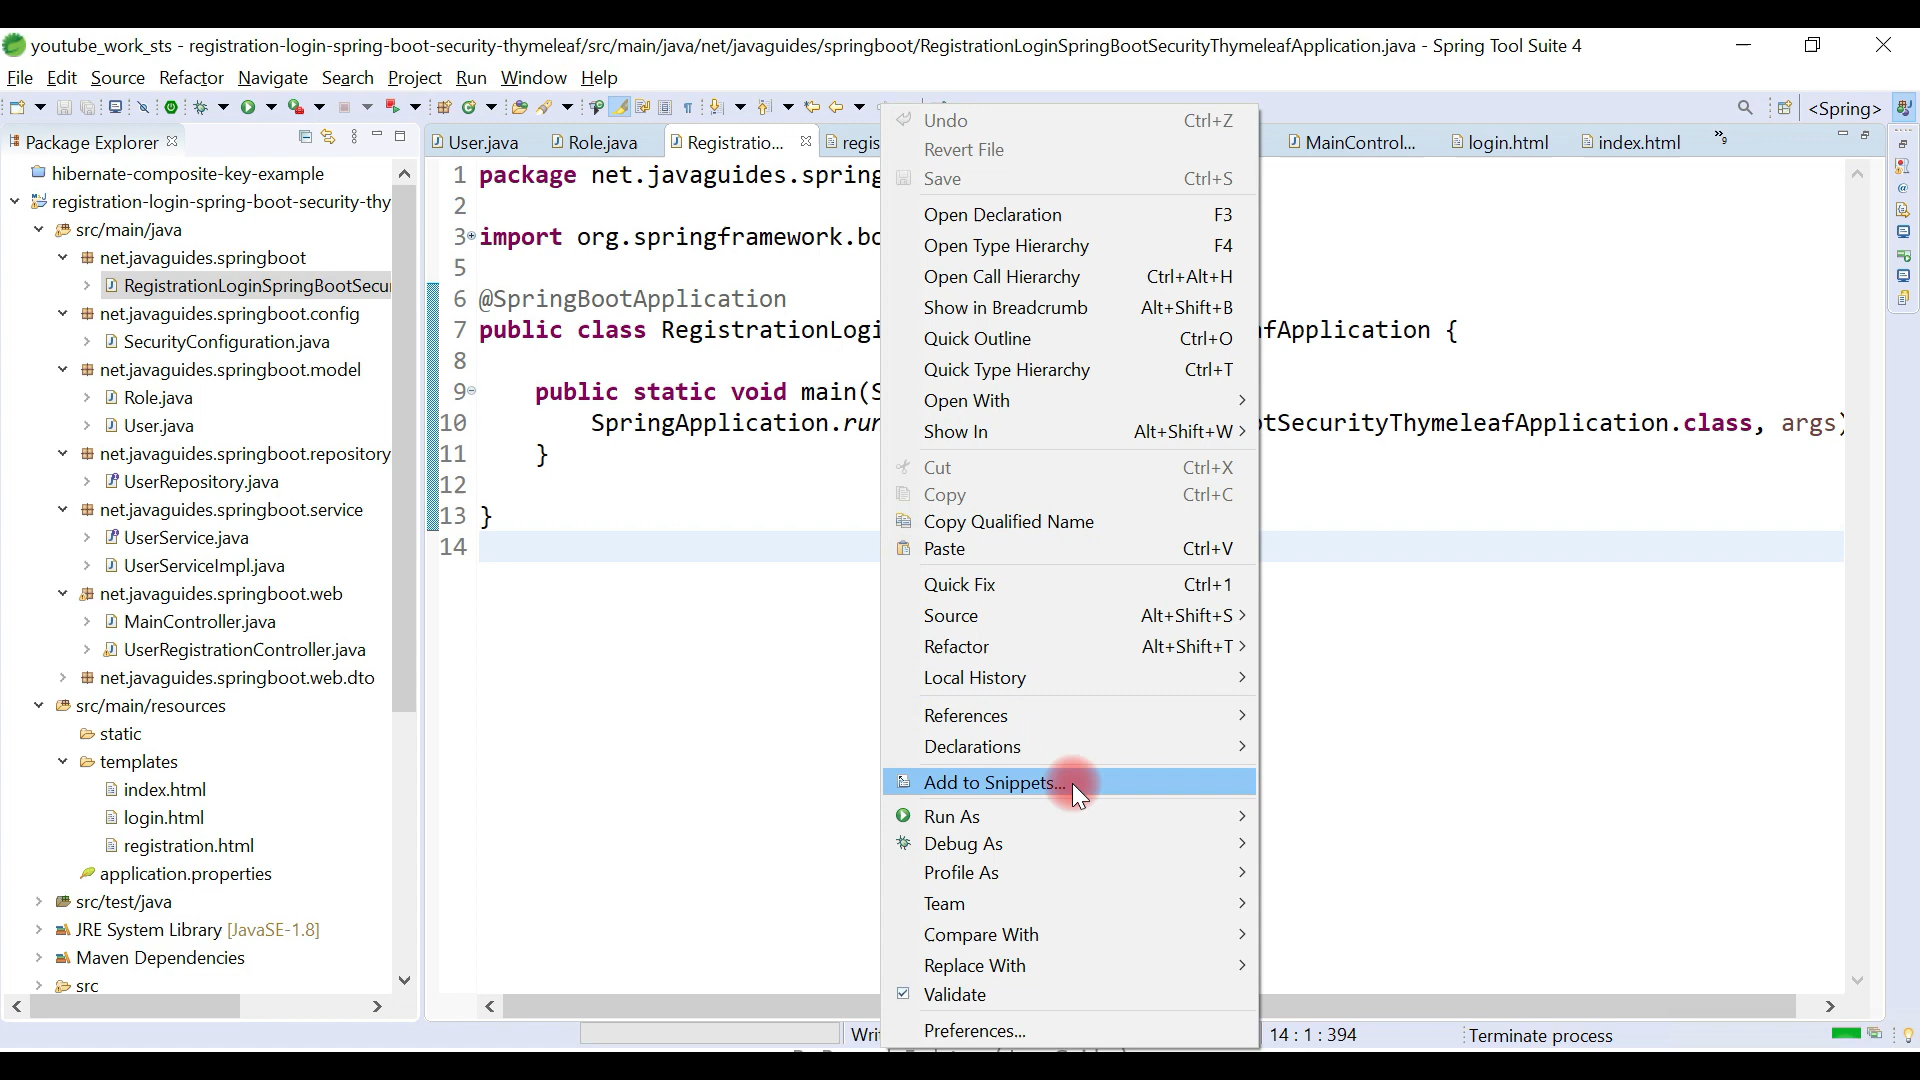 youtube_work_sts - registration-login-spring-boot-security-thymeleaf/src/main/java/net/javaguides/springboot/RegistrationLoginSpringBootSecurityThymeleafApplication.java - Spring Tool Suite 4
File Edit Source Refactor Navigate Search Project Run Window Help
<Spring>
Package Explorer
User.java Role.java Registratio... regis MainControl... login.html index.html »9
hibernate-composite-key-example
registration-login-spring-boot-security-thy
src/main/java
net.javaguides.springboot
RegistrationLoginSpringBootSecu
net.javaguides.springboot.config
SecurityConfiguration.java
net.javaguides.springboot.model
Role.java
User.java
net.javaguides.springboot.repository
UserRepository.java
net.javaguides.springboot.service
UserService.java
UserServiceImpl.java
net.javaguides.springboot.web
MainController.java
UserRegistrationController.java
net.javaguides.springboot.web.dto
src/main/resources
static
templates
index.html
login.html
registration.html
application.properties
src/test/java
JRE System Library [JavaSE-1.8]
Maven Dependencies
src
1 package net.javaguides.spring
2
3 import org.springframework.bo
5
6 @SpringBootApplication
7 public class RegistrationLogi fApplication {
8
9 public static void main(S
10 SpringApplication.run tSecurityThymeleafApplication.class, args)
11 }
12
13 }
14
Undo Ctrl+Z
Revert File
Save Ctrl+S
Open Declaration F3
Open Type Hierarchy F4
Open Call Hierarchy Ctrl+Alt+H
Show in Breadcrumb Alt+Shift+B
Quick Outline Ctrl+O
Quick Type Hierarchy Ctrl+T
Open With
Show In Alt+Shift+W
Cut Ctrl+X
Copy Ctrl+C
Copy Qualified Name
Paste Ctrl+V
Quick Fix Ctrl+1
Source Alt+Shift+S
Refactor Alt+Shift+T
Local History
References
Declarations
Add to Snippets...
Run As
Debug As
Profile As
Team
Compare With
Replace With
Validate
Preferences...
Writ 14 : 1 : 394 Terminate process